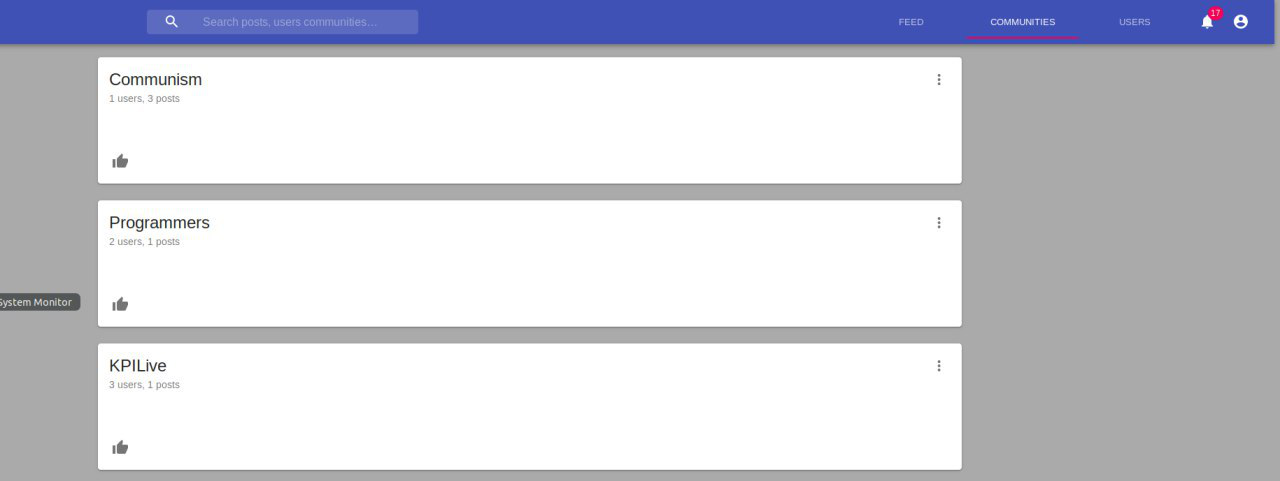 Search posts, users communities…
FEED
COMMUNITIES
USERS
17
Communism
1 users, 3 posts
Programmers
2 users, 1 posts
System Monitor
KPILive
3 users, 1 posts